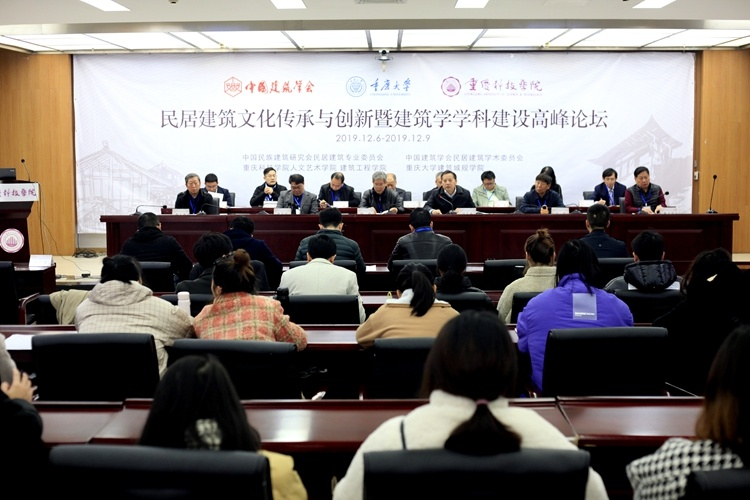 中国建筑学会 重庆大学 重庆科技学院
民居建筑文化传承与创新暨建筑学学科建设高峰论坛
2019.12.6-2019.12.9
中国民族建筑研究会民居建筑专业委员会 中国建筑学会民居建筑学术委员会
重庆科技学院人文艺术学院 建筑工程学院 重庆大学建筑城规学院